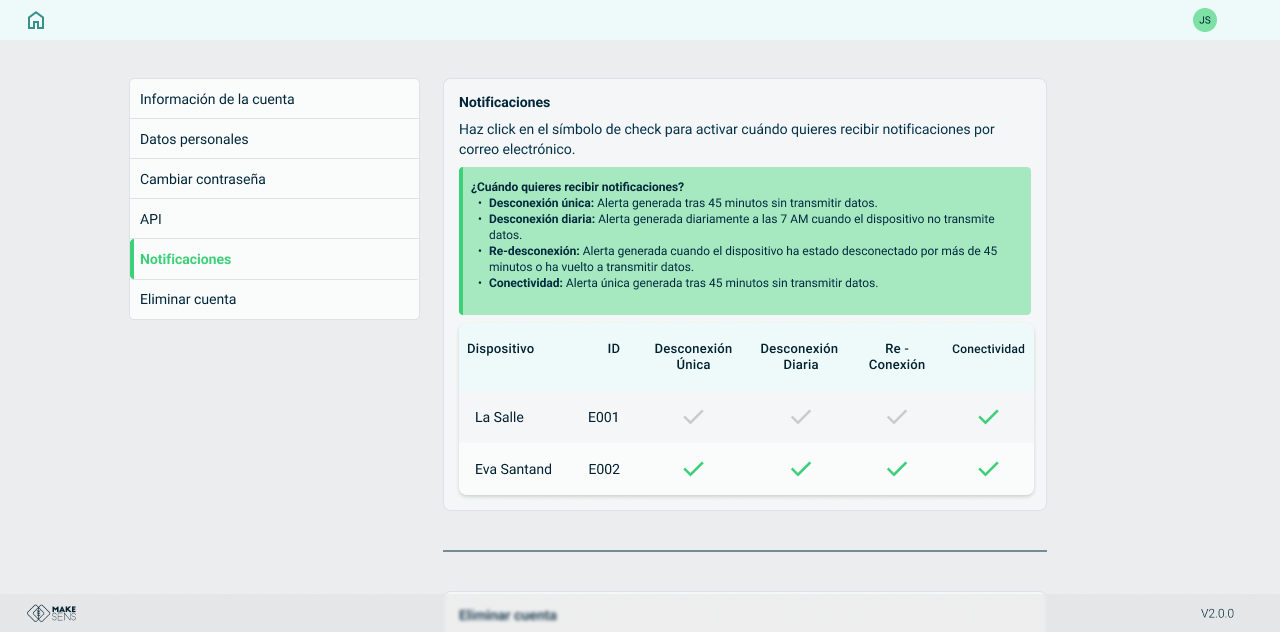 JS
Información de la cuenta
Datos personales
Cambiar contraseña
API
Notificaciones
Eliminar cuenta
Notificaciones
Haz click en el símbolo de check para activar cuándo quieres recibir notificaciones por
correo electrónico.
¿Cuándo quieres recibir notificaciones?
• Desconexión única: Alerta generada tras 45 minutos sin transmitir datos.
• Desconexión diaria: Alerta generada diariamente a las 7 AM cuando el dispositivo no transmite
datos.
• Re-desconexión: Alerta generada cuando el dispositivo ha estado desconectado por más de 45
minutos o ha vuelto a transmitir datos.
• Conectividad: Alerta única generada tras 45 minutos sin transmitir datos.
Dispositivo ID Desconexión Desconexión Re - Conectividad
Única Diaria Conexión
La Salle E001
Eva Santand E002
Eliminar cuenta
MAKE
SENS
V2.0.0